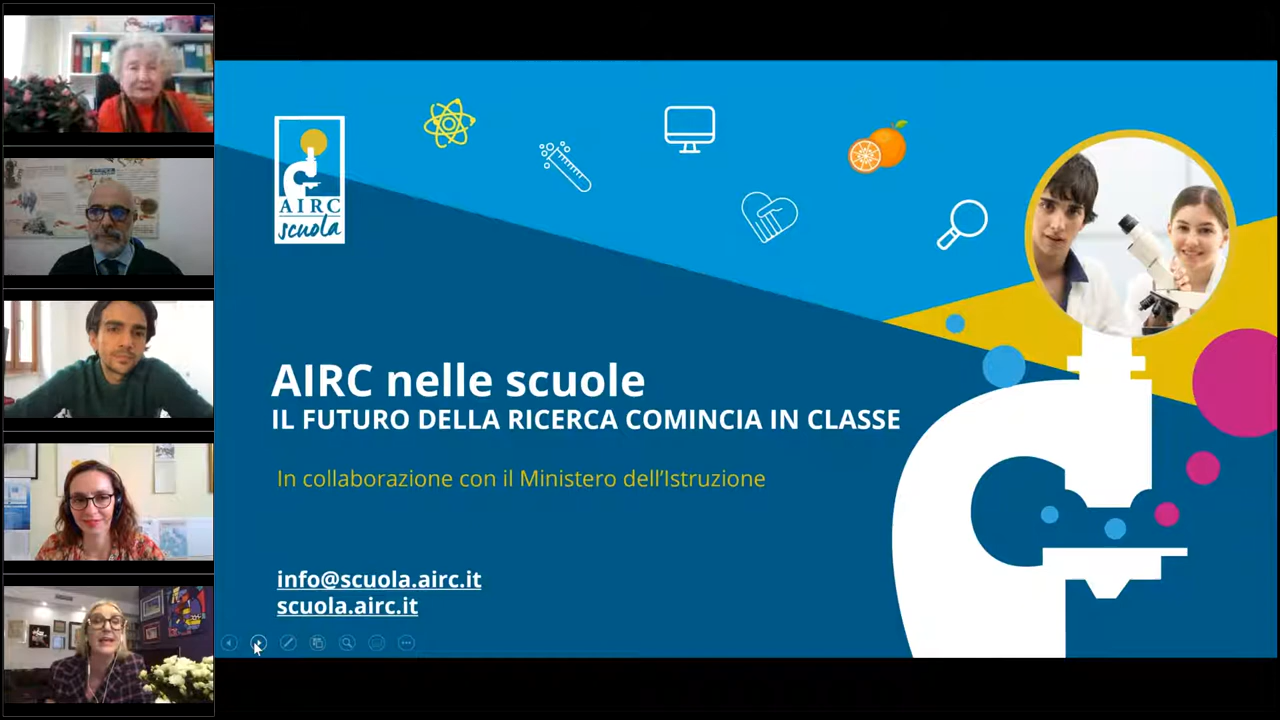 AIRC
scuola
AIRC nelle scuole
IL FUTURO DELLA RICERCA COMINCIA IN CLASSE
In collaborazione con il Ministero dell'Istruzione
info@scuola.airc.it
scuola.airc.it